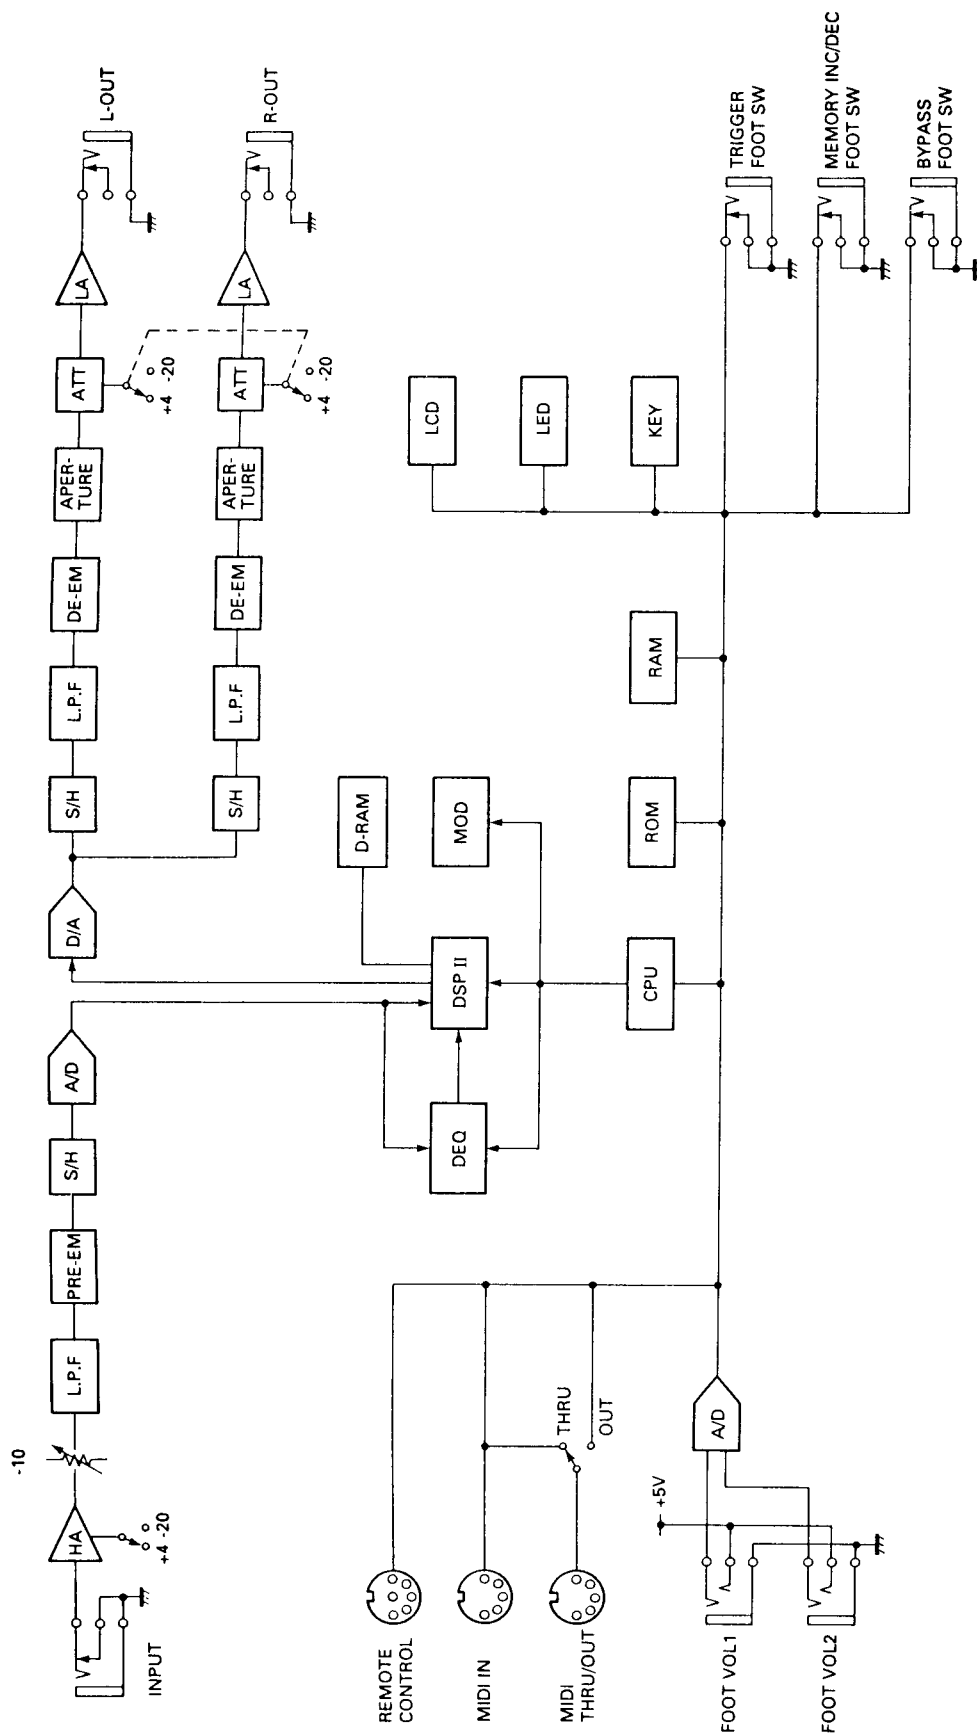 INPUT
HA
+4 -20
-10
L.P.F
PRE-EM
S/H
A/D
D/A
S/H
L.P.F
DE-EM
APER-
TURE
ATT
+4 -20
LA
L-OUT
S/H
L.P.F
DE-EM
APER-
TURE
ATT
+4 -20
LA
R-OUT
DEQ
DSP II
D-RAM
MOD
CPU
ROM
RAM
LCD
LED
KEY
REMOTE
CONTROL
MIDI IN
MIDI
THRU/OUT
THRU
OUT
FOOT VOL1
FOOT VOL2
+5V
A/D
TRIGGER
FOOT SW
MEMORY INC/DEC
FOOT SW
BYPASS
FOOT SW